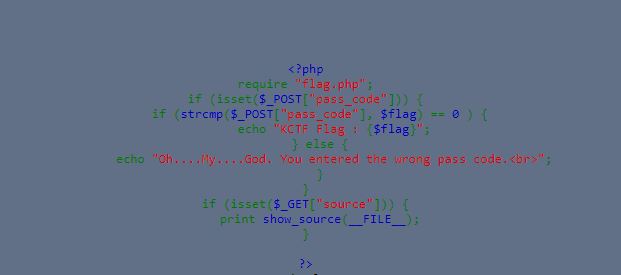 <?php
require "flag.php";
if (isset($_POST["pass_code"])) {
if (strcmp($_POST["pass_code"], $flag) == 0 ) {
echo "KCTF Flag : {$flag}";
} else {
echo "Oh....My....God. You entered the wrong pass code.<br>";
}
}
if (isset($_GET["source"])) {
print show_source(__FILE__);
}
?>